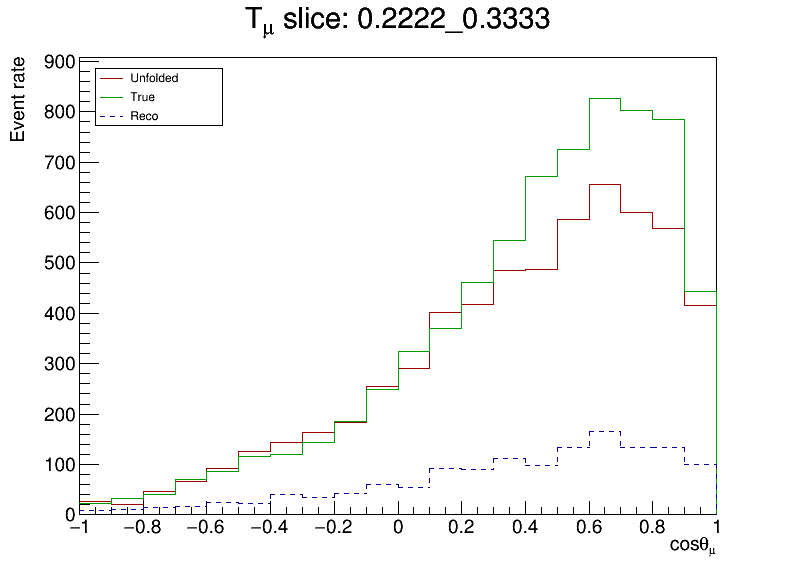 Tμ slice: 0.2222_0.3333
Event rate
Unfolded
True
Reco
900
800
700
600
500
400
300
200
100
0
−1 −0.8 −0.6 −0.4 −0.2 0 0.2 0.4 0.6 0.8 1
cosθμ